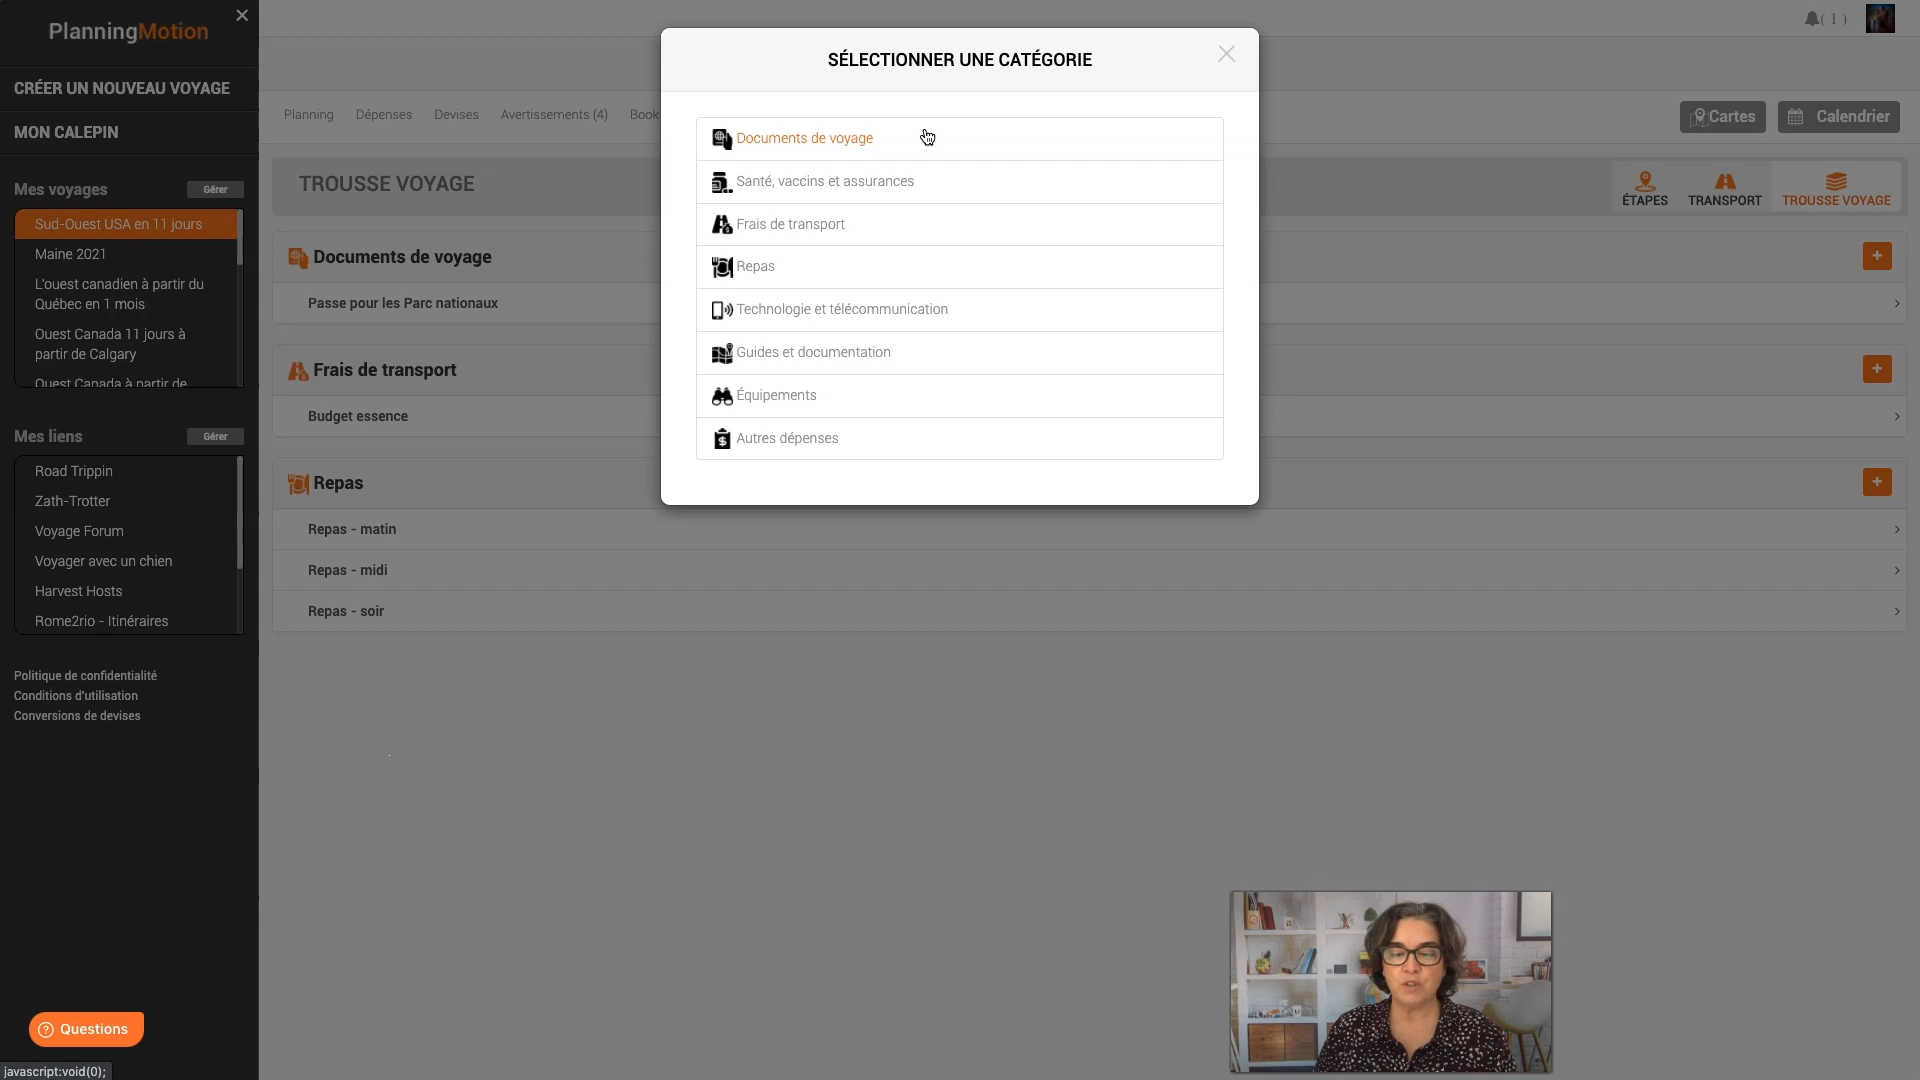 PlanningMotion
CRÉER UN NOUVEAU VOYAGE
MON CALEPIN
Mes voyages
Gérer
Sud-Ouest USA en 11 jours
Maine 2021
L'ouest canadien à partir du
Québec en 1 mois
Ouest Canada 11 jours à
partir de Calgary
Ouest Canada à partir de
Mes liens
Gérer
Road Trippin
Zath-Trotter
Voyage Forum
Voyager avec un chien
Harvest Hosts
Rome2rio - Itinéraires
Politique de confidentialité
Conditions d'utilisation
Conversions de devises
Questions
javascript:void(0);
( 1 )
Planning
Dépenses
Devises
Avertissements (4)
Book
Cartes
Calendrier
TROUSSE VOYAGE
ÉTAPES
TRANSPORT
TROUSSE VOYAGE
Documents de voyage
Passe pour les Parc nationaux
Frais de transport
Budget essence
Repas
Repas - matin
Repas - midi
Repas - soir
SÉLECTIONNER UNE CATÉGORIE
Documents de voyage
Santé, vaccins et assurances
Frais de transport
Repas
Technologie et télécommunication
Guides et documentation
Équipements
Autres dépenses